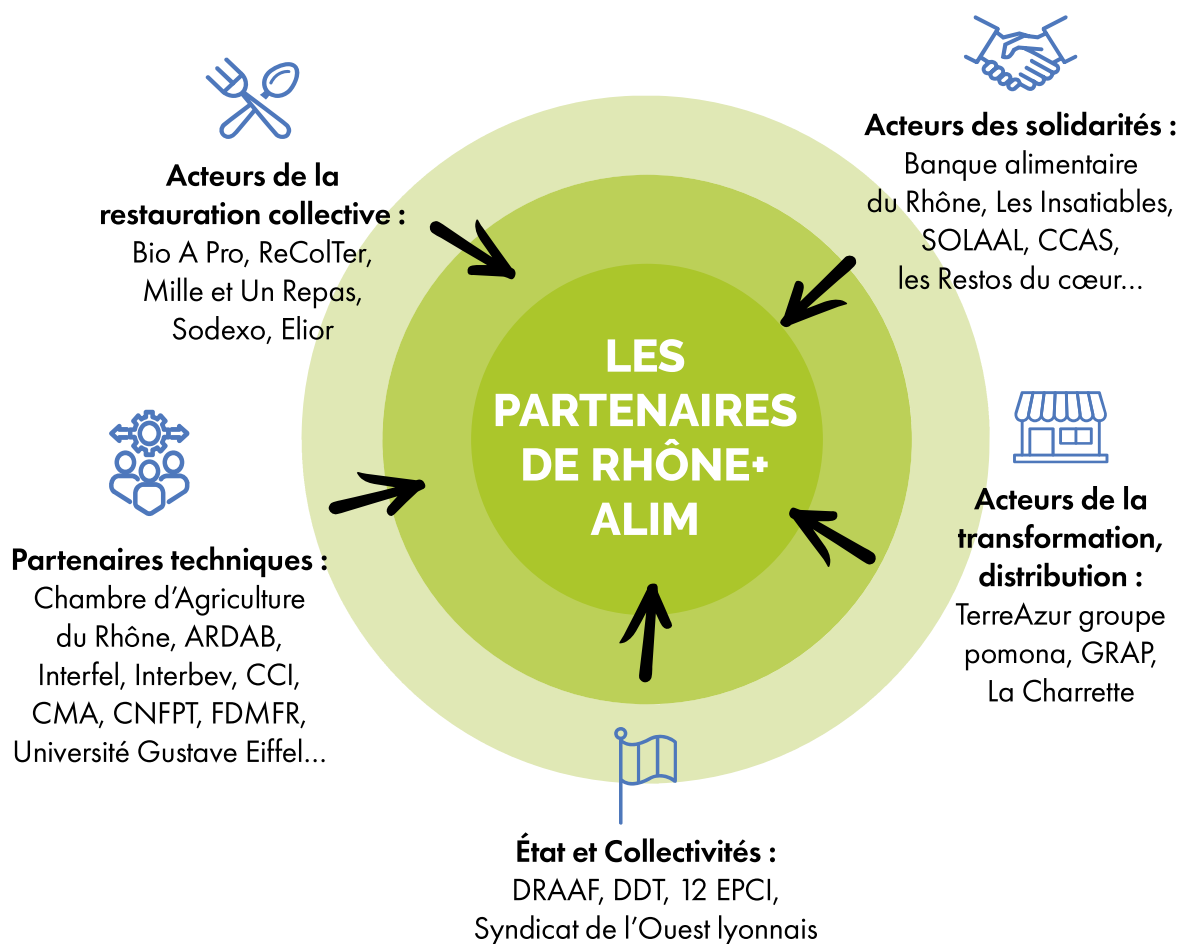 Acteurs de la
restauration collective :
Bio A Pro, ReColTer,
Mille et Un Repas,
Sodexo, Elior
Acteurs des solidarités :
Banque alimentaire
du Rhône, Les Insatiables,
SOLAAL, CCAS,
les Restos du cœur...
LES
PARTENAIRES
DE RHÔNE+
ALIM
Partenaires techniques :
Chambre d’Agriculture
du Rhône, ARDAB,
Interfel, Interbev, CCI,
CMA, CNFPT, FDMFR,
Université Gustave Eiffel...
Acteurs de la
transformation,
distribution :
TerreAzur groupe
pomona, GRAP,
La Charrette
État et Collectivités :
DRAAF, DDT, 12 EPCI,
Syndicat de l’Ouest lyonnais